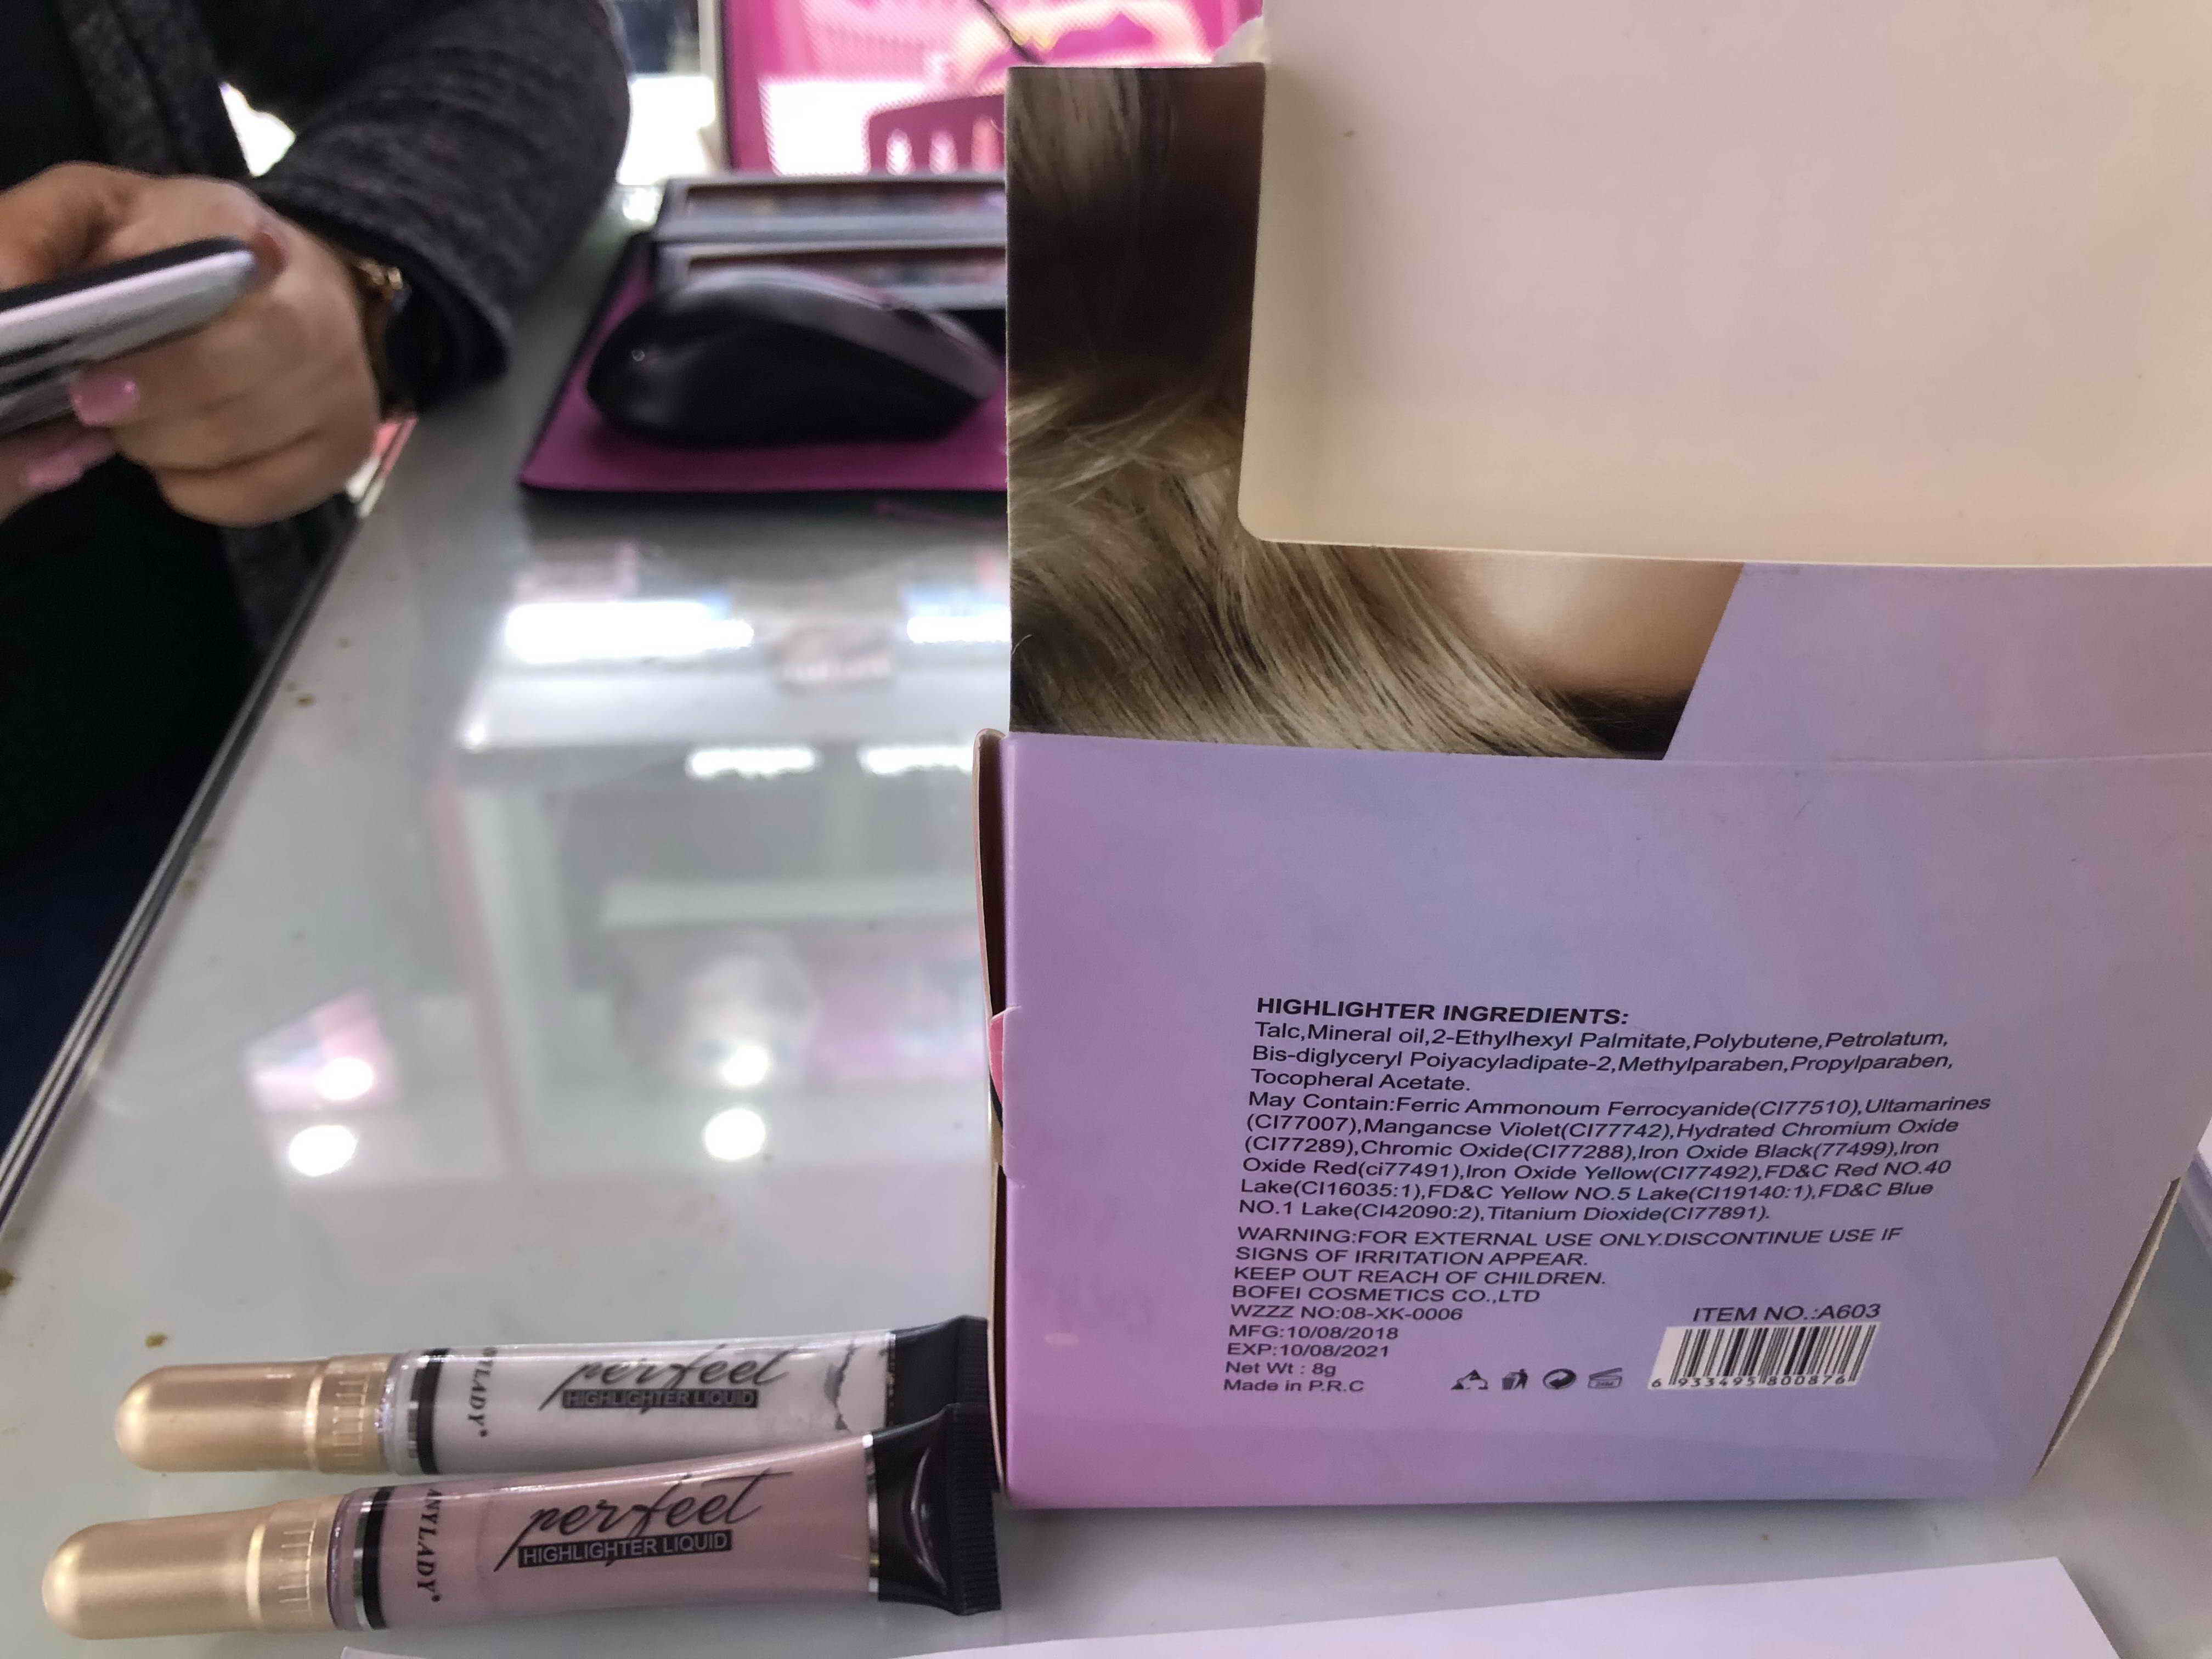 HIGHLIGHTER INGREDIENTS:
Talc,Mineral oil,2-Ethylhexyl Palmitate,Polybutene,Petrolatum,
Bis-diglyceryl Poiyacyladipate-2,Methylparaben,Propylparaben,
Tocopheral Acetate.
May Contain:Ferric Ammonoum Ferrocyanide(CI77510),Ultamarines
(CI77007),Mangancse Violet(CI77742),Hydrated Chromium Oxide
(CI77289),Chromic Oxide(CI77288),Iron Oxide Black(77499),Iron
Oxide Red(ci77491),Iron Oxide Yellow(CI77492),FD&C Red NO.40
Lake(CI16035:1),FD&C Yellow NO.5 Lake(CI19140:1),FD&C Blue
NO.1 Lake(CI42090:2),Titanium Dioxide(CI77891).
WARNING:FOR EXTERNAL USE ONLY.DISCONTINUE USE IF
SIGNS OF IRRITATION APPEAR.
KEEP OUT REACH OF CHILDREN.
BOFEI COSMETICS CO.,LTD
WZZZ NO:08-XK-0006
MFG:10/08/2018
EXP:10/08/2021
Net Wt : 8g
Made in P.R.C
ITEM NO.:A603
6 933495 800876
perfeet
HIGHLIGHTER LIQUID
ANYLADY
perfeet
HIGHLIGHTER LIQUID